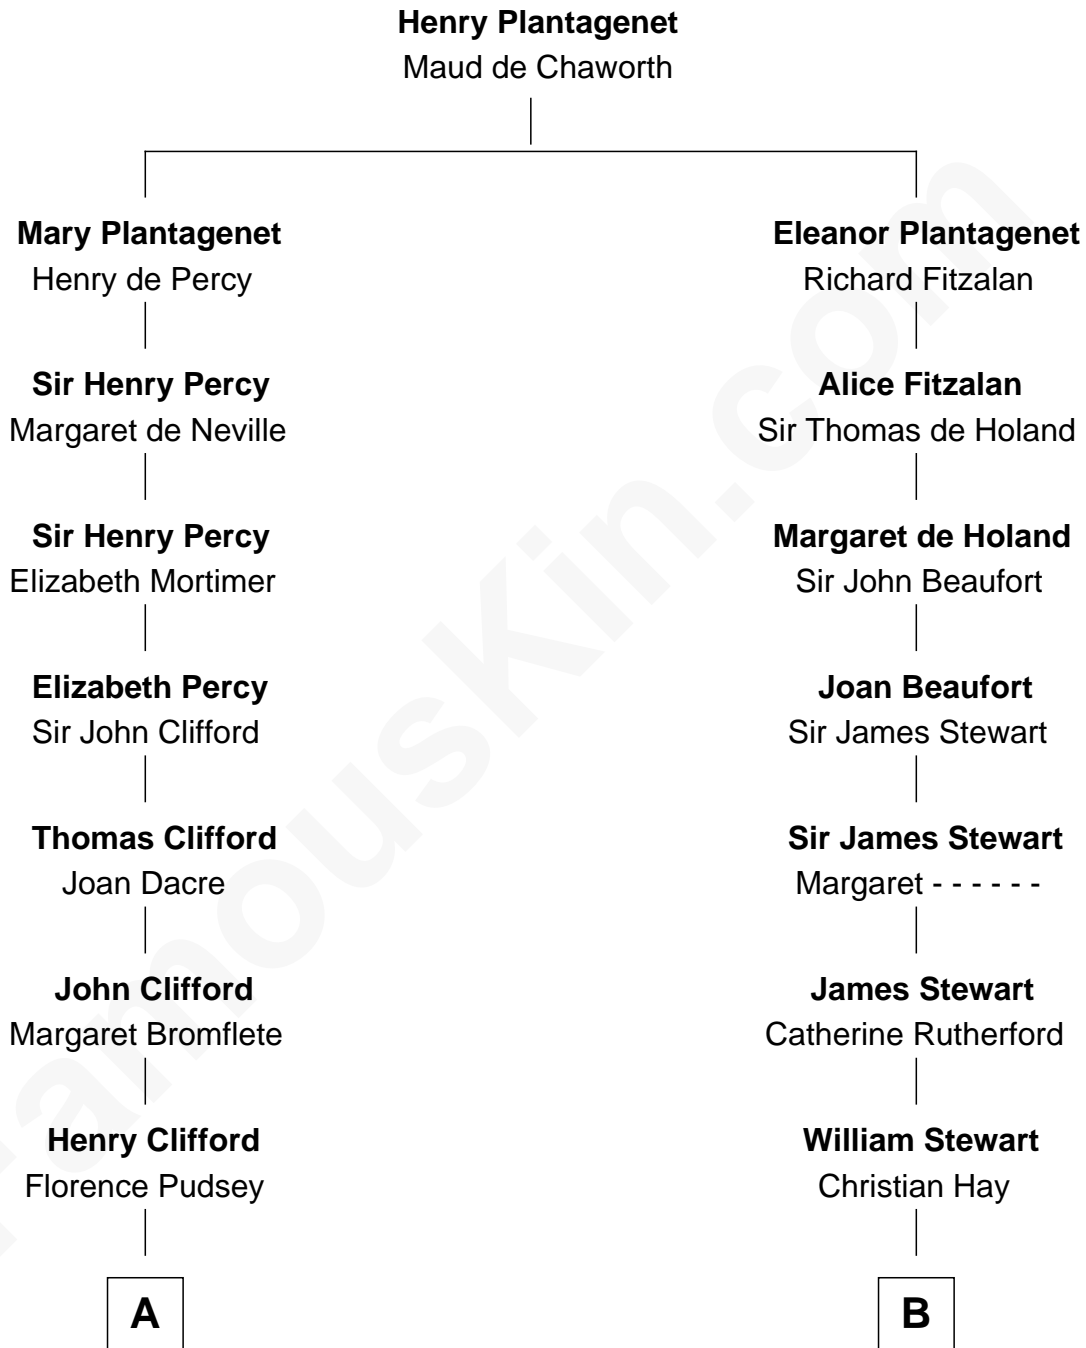 Henry Plantagenet
Maud de Chaworth
Mary Plantagenet
Henry de Percy
Eleanor Plantagenet
Richard Fitzalan
Sir Henry Percy
Margaret de Neville
Alice Fitzalan
Sir Thomas de Holand
Sir Henry Percy
Elizabeth Mortimer
Margaret de Holand
Sir John Beaufort
Elizabeth Percy
Sir John Clifford
Joan Beaufort
Sir James Stewart
Thomas Clifford
Joan Dacre
Sir James Stewart
Margaret - - - - - -
John Clifford
Margaret Bromflete
James Stewart
Catherine Rutherford
Henry Clifford
Florence Pudsey
William Stewart
Christian Hay
A
B
FamousKin.com